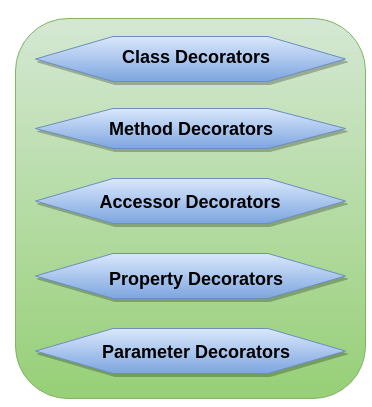 Class Decorators
Method Decorators
Accessor Decorators
Property Decorators
Parameter Decorators